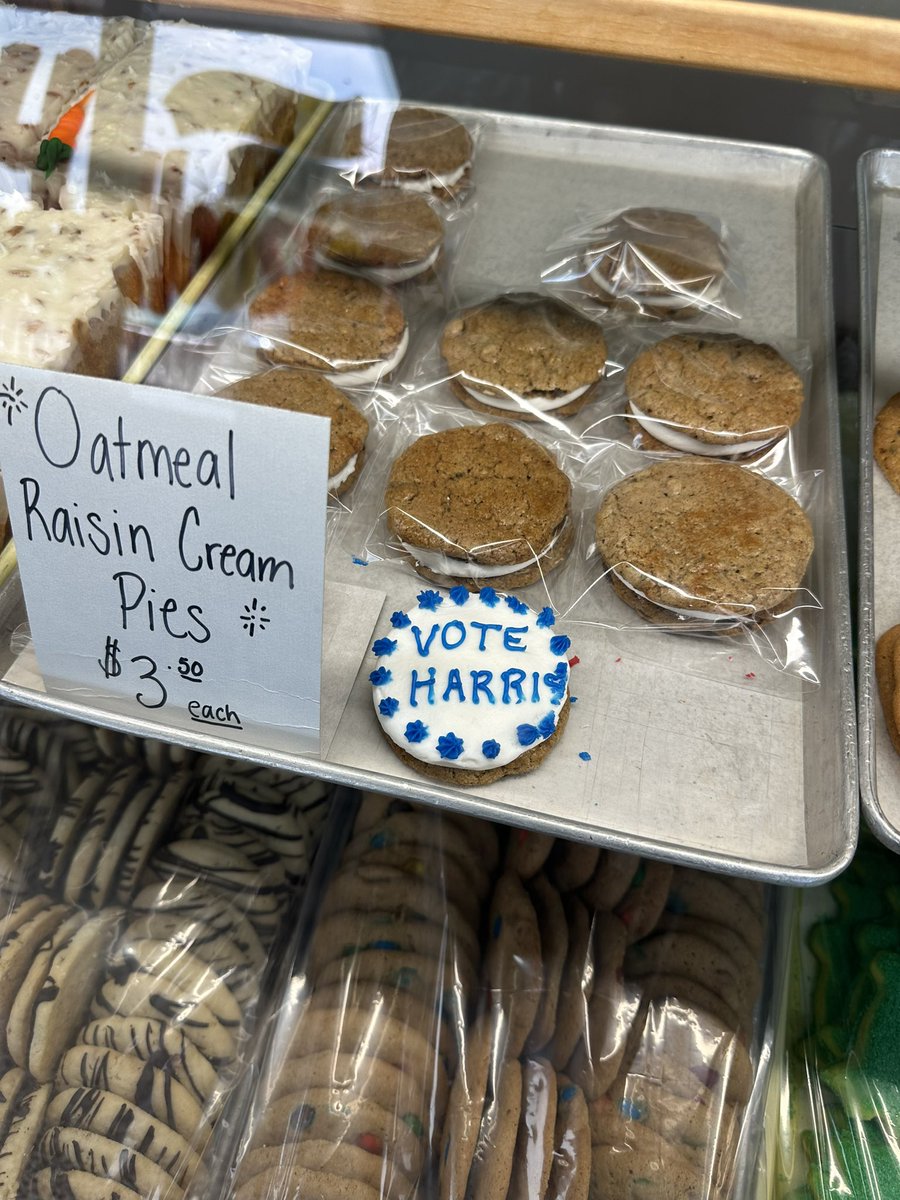 Oatmeal
Raisin Cream
Pies
$3.50
each
VOTE
HARRIS